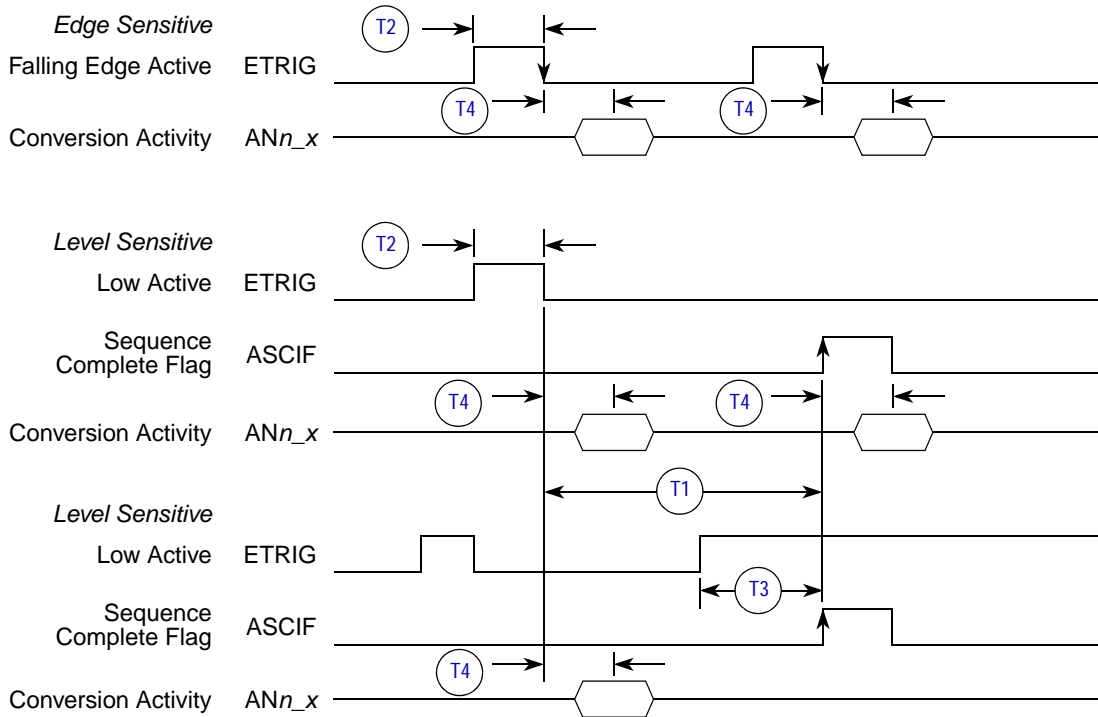 Edge Sensitive
T2
Falling Edge Active ETRIG
T4 T4
Conversion Activity ANn_x
Level Sensitive
T2
Low Active ETRIG
Sequence
Complete Flag ASCIF
T4 T4
Conversion Activity ANn_x
T1
Level Sensitive
Low Active ETRIG
T3
Sequence
Complete Flag ASCIF
T4
Conversion Activity ANn_x